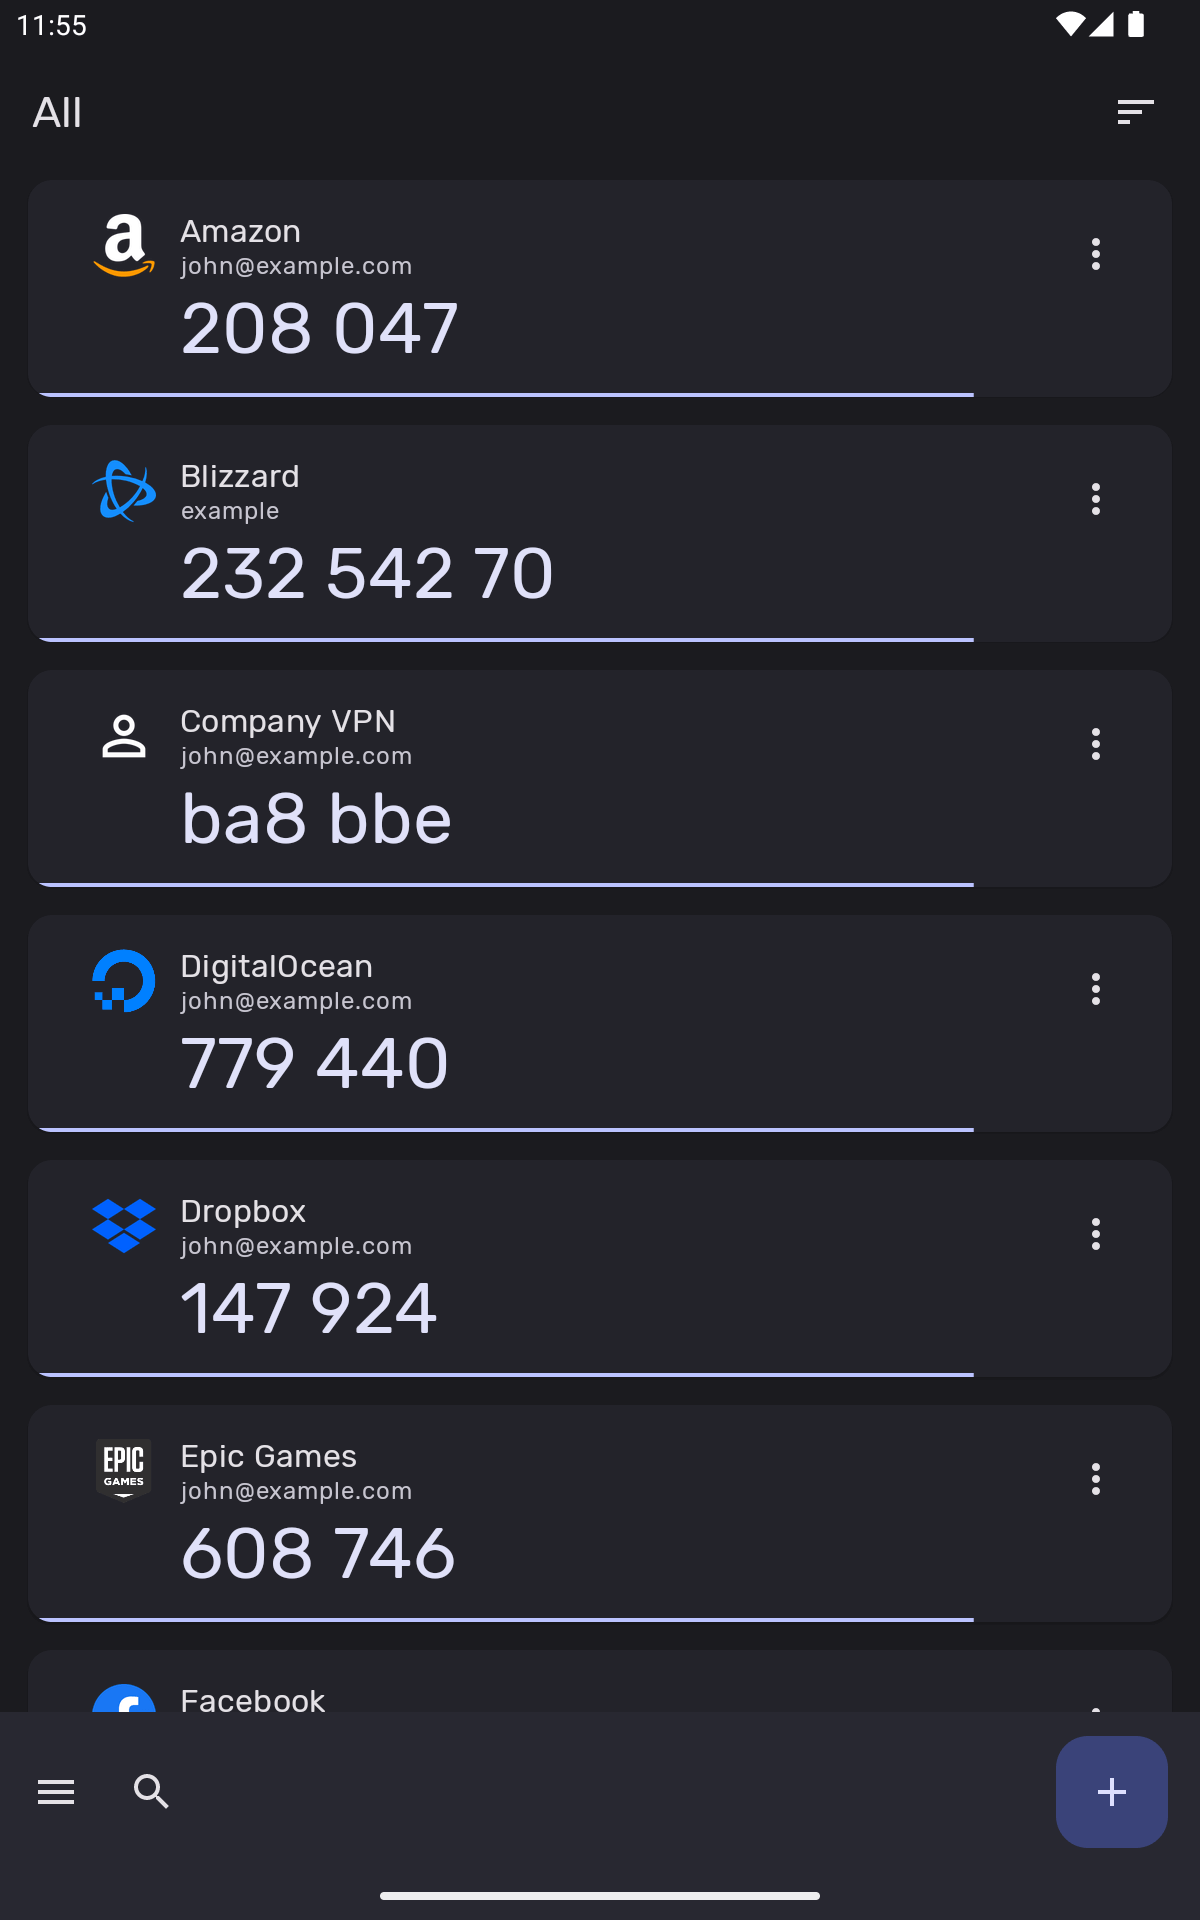 11:55
All
Amazon
john@example.com
208 047
Blizzard
example
232 542 70
Company VPN
john@example.com
ba8 bbe
DigitalOcean
john@example.com
779 440
Dropbox
john@example.com
147 924
EPIC
GAMES
Epic Games
john@example.com
608 746
Facebook